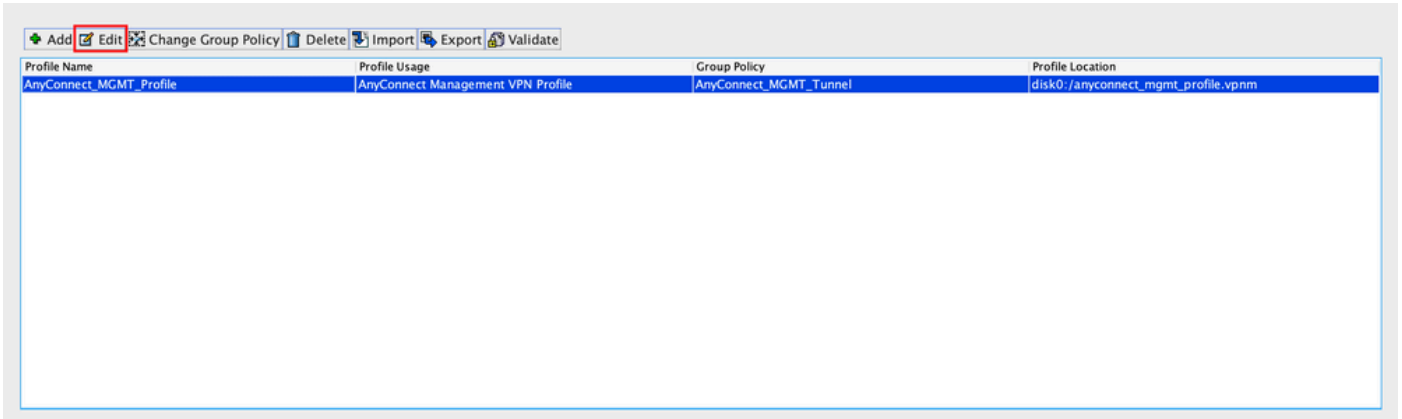 Add Edit Change Group Policy Delete Import Export Validate
Profile Name Profile Usage Group Policy Profile Location
AnyConnect_MGMT_Profile AnyConnect Management VPN Profile AnyConnect_MGMT_Tunnel disk0:/anyconnect_mgmt_profile.vpnm